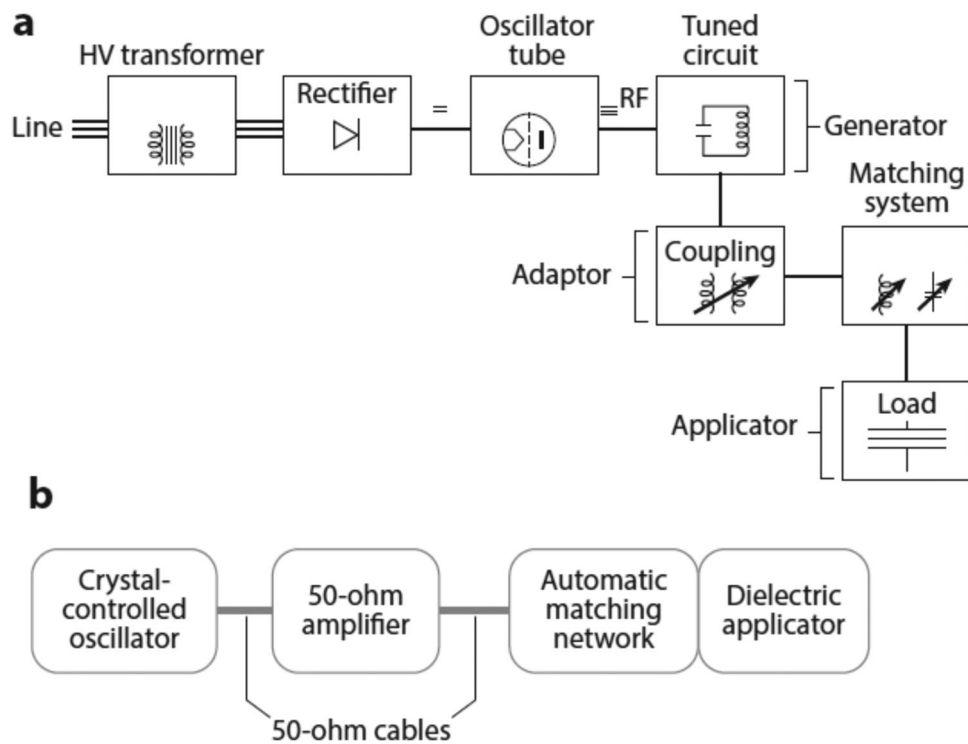 a
HV transformer
Oscillator
tube
Tuned
circuit
Line
Rectifier
=
≡RF
Generator
Matching
system
Adaptor
Coupling
Applicator
Load
b
Crystal-
controlled
oscillator
50-ohm
amplifier
Automatic
matching
network
Dielectric
applicator
50-ohm cables